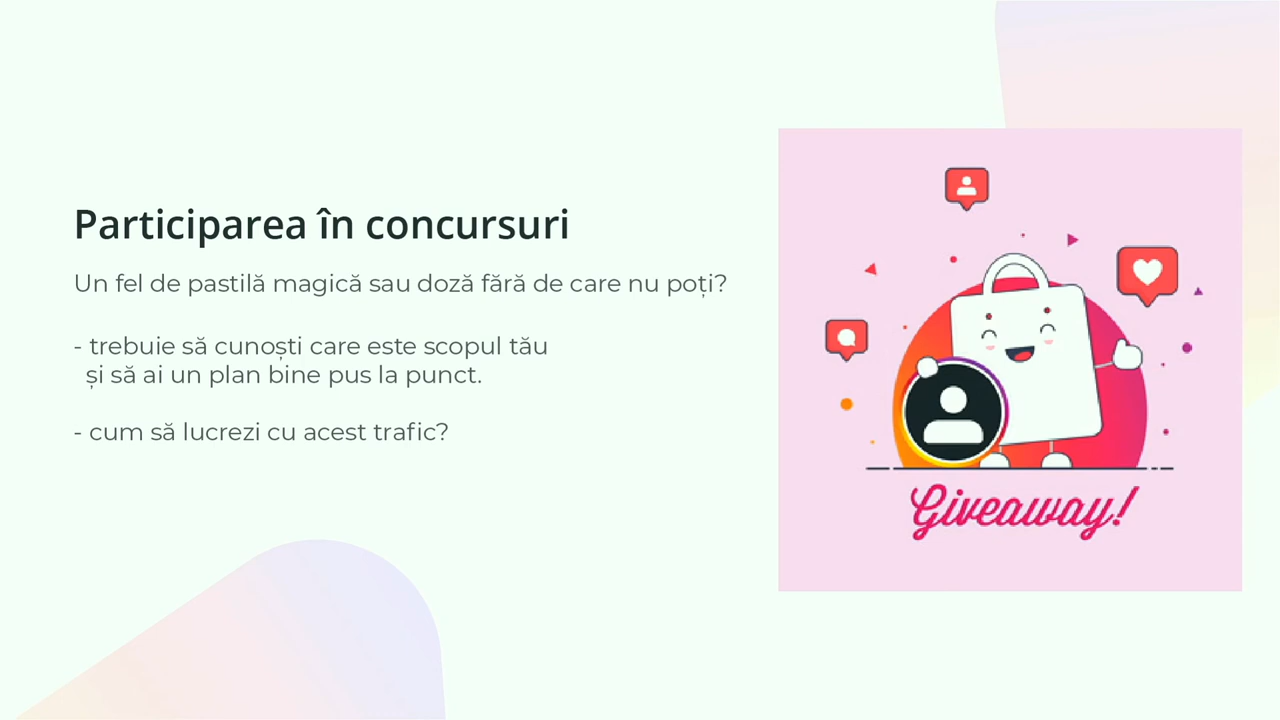 Participarea în concursuri
Un fel de pastilă magică sau doză fără de care nu poți?
- trebuie să cunoști care este scopul tău
și să ai un plan bine pus la punct.
- cum să lucrezi cu acest trafic?
Giveaway!